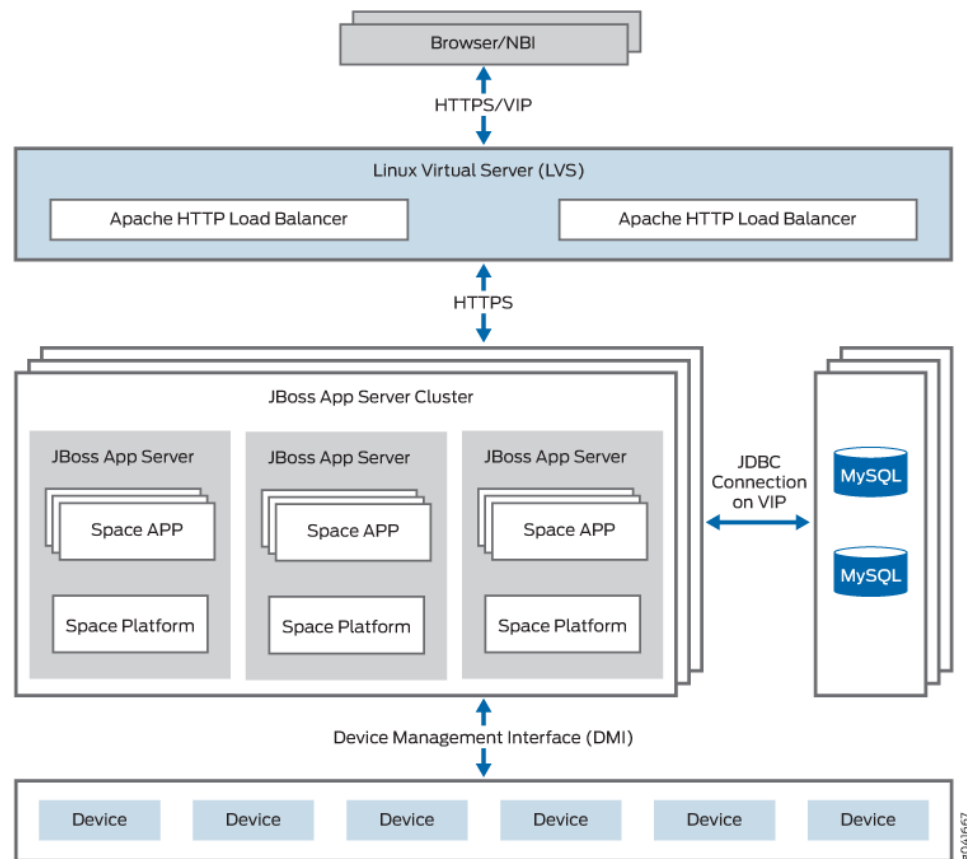 Browser/NBI
HTTPS/VIP
Linux Virtual Server (LVS)
Apache HTTP Load Balancer
Apache HTTP Load Balancer
HTTPS
JBoss App Server Cluster
JBoss App Server
JBoss App Server
JBoss App Server
Space APP
Space APP
Space APP
Space Platform
Space Platform
Space Platform
JDBC
Connection
on VIP
MySQL
MySQL
Device Management Interface (DMI)
Device
Device
Device
Device
Device
Device
g041667